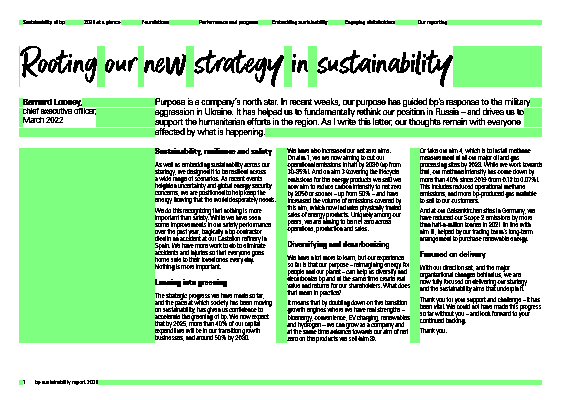 Sustainability at bp 2021 at a glance Foundations Performance and progress Embedding sustainability Engaging stakeholders Our reporting
Rooting our new strategy in sustainability
Bernard Looney,
chief executive officer,
March 2022
Purpose is a company's north star. In recent weeks, our purpose has guided bp's response to the military
aggression in Ukraine. It has helped us to fundamentally rethink our position in Russia – and drives us to
support the humanitarian efforts in the region. As I write this letter, our thoughts remain with everyone
affected by what is happening.
Sustainability, resilience and safety
As well as embedding sustainability across our
strategy, we designed it to be resilient across
a wide range of scenarios. As recent events
heighten uncertainty and global energy security
concerns, we are positioned to help keep the
energy flowing that the world desperately needs.
We do this recognizing that nothing is more
important than safety. While we have seen
some improvements in our safety performance
over the past year, tragically a bp contractor
died in an accident at our Castellón refinery in
Spain. We have more work to do to eliminate
accidents and injuries so that everyone goes
home safe to their loved ones every day.
Nothing is more important.
Leaning into greening
The strategic progress we have made so far,
and the pace at which society has been moving
on sustainability, has given us confidence to
accelerate the greening of bp. We now expect
that by 2025, more than 40% of our capital
expenditure will be in our transition growth
businesses, and around 50% by 2030.
We have also increased our net zero aims.
On aim 1, we are now aiming to cut our
operational emissions in half by 2030 (up from
30-35%). And on aim 3 (covering the lifecycle
emissions for the energy products we sell) we
now aim to reduce carbon intensity to net zero
by 2050 or sooner – up from 50% – and have
increased the volume of emissions covered by
this aim, which now includes physically traded
sales of energy products. Uniquely among our
peers, we are aiming to be net zero across
operations, production and sales.
Diversifying and decarbonizing
We have a lot more to learn, but our experience
so far is that our purpose – reimagining energy for
people and our planet – can help us diversify and
decarbonize bp and at the same time create real
value and returns for our shareholders. What does
that mean in practice?
It means that by doubling down on the transition
growth engines where we have real strengths –
bioenergy, convenience, EV charging, renewables
and hydrogen – we can grow as a company and
at the same time advance towards our aim of net
zero on the products we sell (aim 3).
Or take our aim 4, which is to install methane
measurement at all our major oil and gas
processing sites by 2023. While we work towards
that, our methane intensity has come down by
more than 40% since 2019 (from 0.12 to 0.07%).
This includes reduced operational methane
emissions, and more bp-produced gas available
to sell to our customers.
And at our Gelsenkirchen sites in Germany, we
have reduced our Scope 2 emissions by more
than half-a-million tonnes in 2021 in line with
aim 1, helped by our trading team's long-term
arrangement to purchase renewable energy.
Focused on delivery
With our direction set, and the major
organizational changes behind us, we are
now fully focused on delivering our strategy
and the sustainability aims that underpin it.
Thank you for your support and challenge – it has
been vital. We could not have made this progress
so far without you – and look forward to your
continued backing.
Thank you.
1 bp sustainability report 2021